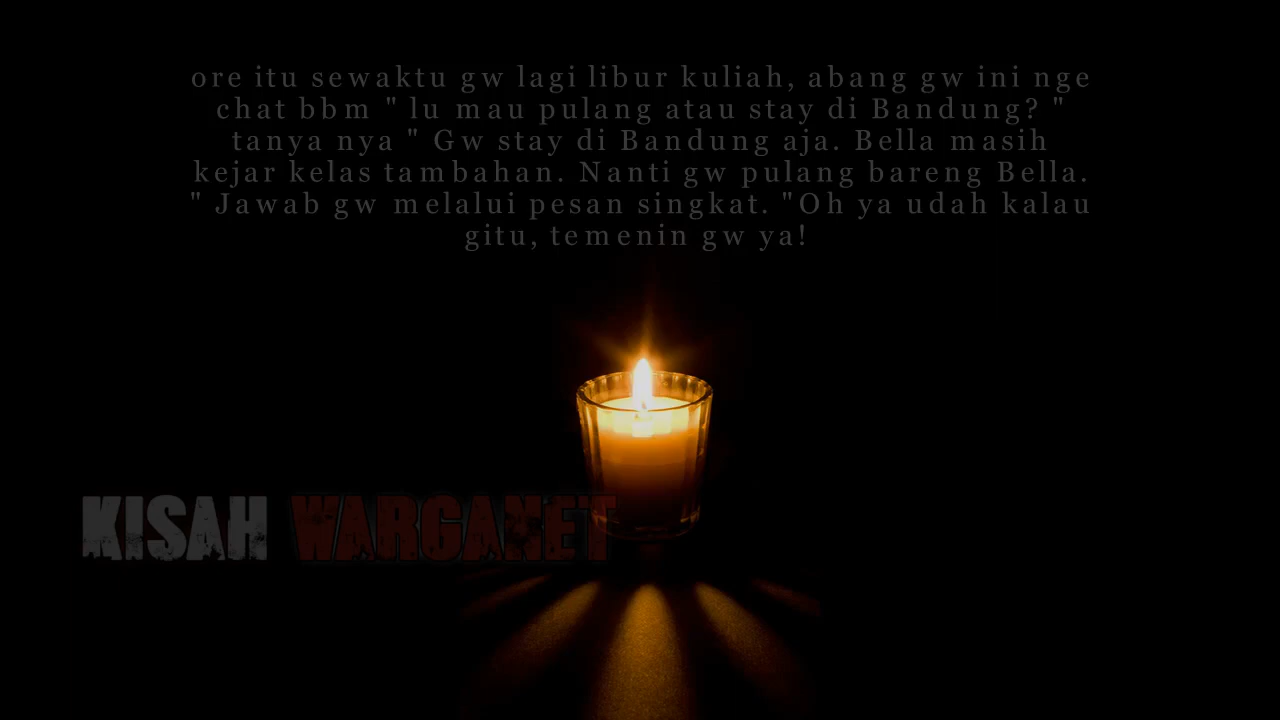 ore itu sewaktu gw lagi libur kuliah, abang gw ini nge
chat bbm " lu mau pulang atau stay di Bandung? "
tanya nya " Gw stay di Bandung aja. Bella masih
kejar kelas tambahan. Nanti gw pulang bareng Bella.
" Jawab gw melalui pesan singkat. "Oh ya udah kalau
gitu, temenin gw ya!
KISAH WARGANET